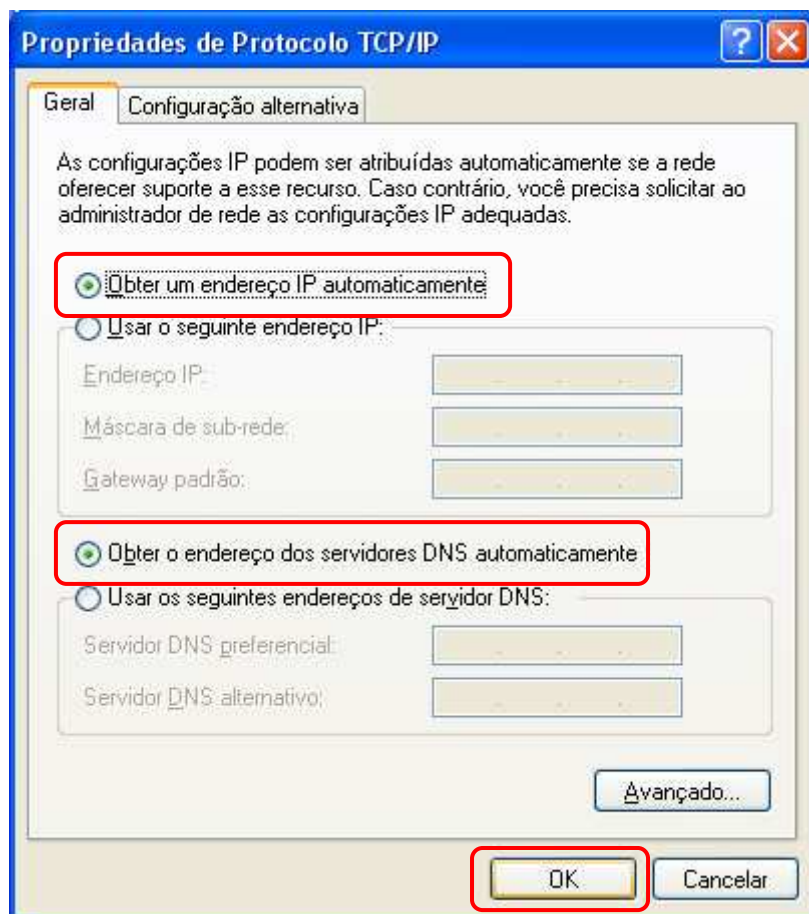 Propriedades de Protocolo TCP/IP
Geral
Configuração alternativa
As configurações IP podem ser atribuídas automaticamente se a rede
oferecer suporte a esse recurso. Caso contrário, você precisa solicitar ao
administrador de rede as configurações IP adequadas.
Obter um endereço IP automaticamente
Usar o seguinte endereço IP:
Endereço IP:
Máscara de sub-rede:
Gateway padrão:
Obter o endereço dos servidores DNS automaticamente
Usar os seguintes endereços de servidor DNS:
Servidor DNS preferencial:
Servidor DNS alternativo:
Avançado...
OK
Cancelar